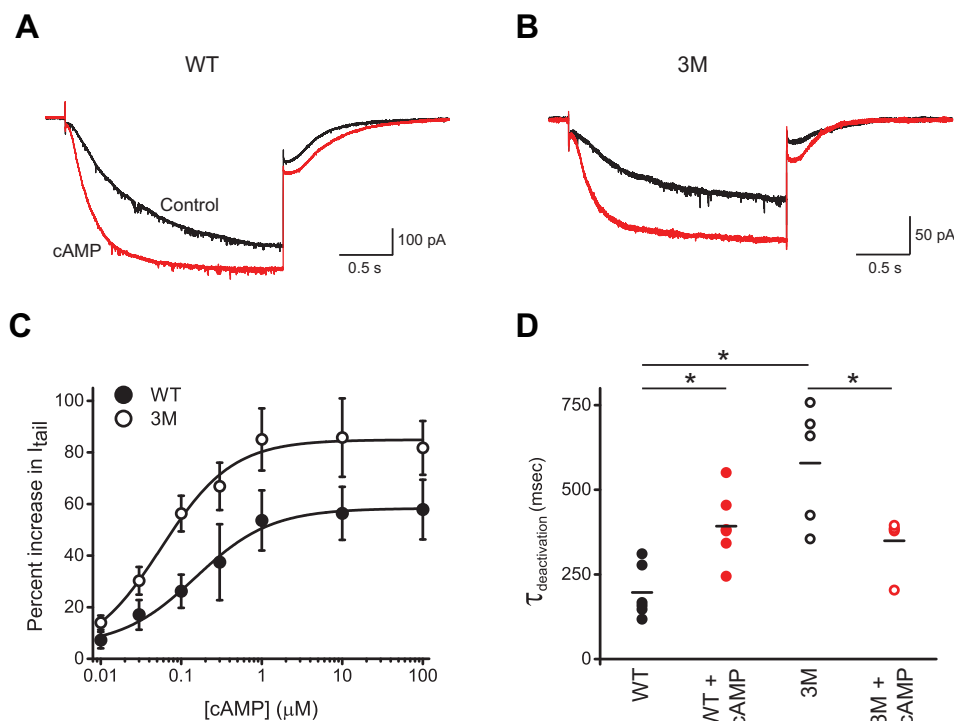 A
WT
Control
cAMP
100 pA
0.5 s
B
3M
50 pA
0.5 s
C
WT
3M
Percent increase in Itail
100
80
60
40
20
0
0.01
0.1
1
10
100
[cAMP] (μM)
D
*
*
*
τdeactivation (msec)
750
500
250
0
WT
WT +
cAMP
3M
3M +
cAMP